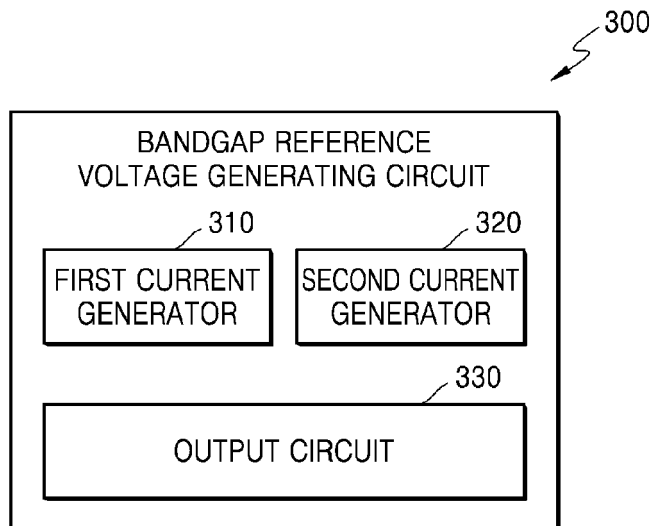 300
BANDGAP REFERENCE
VOLTAGE GENERATING CIRCUIT
310
320
FIRST CURRENT
GENERATOR
SECOND CURRENT
GENERATOR
330
OUTPUT CIRCUIT